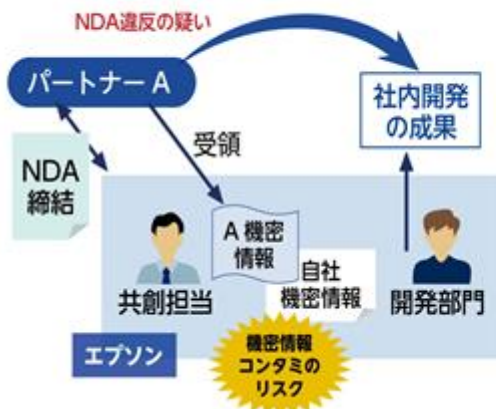 NDA違反の疑い
パートナー A
社内開発
の成果
受領
NDA
締結
A 機密
情報
自社
機密情報
共創担当
開発部門
エプソン
機密情報
コンタミの
リスク